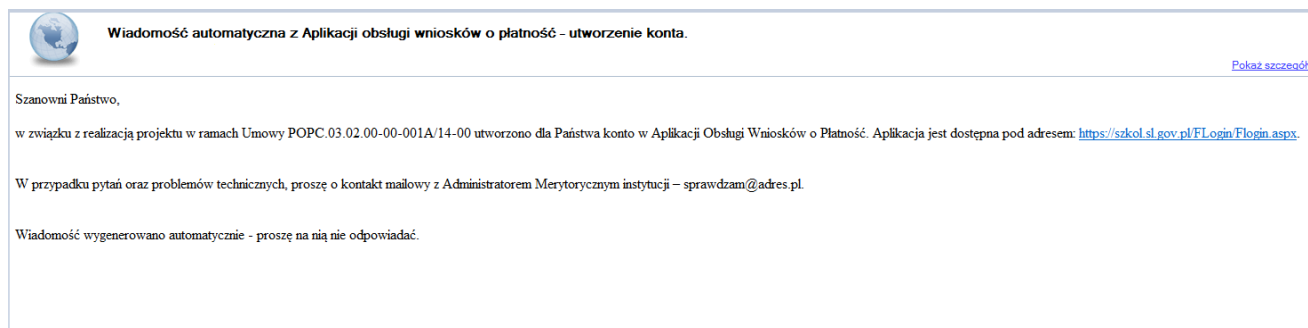 Wiadomość automatyczna z Aplikacji obsługi wniosków o płatność - utworzenie konta.
Pokaż szczegół
Szanowni Państwo,
w związku z realizacją projektu w ramach Umowy POPC.03.02.00-00-001A/14-00 utworzono dla Państwa konto w Aplikacji Obsługi Wniosków o Płatność. Aplikacja jest dostępna pod adresem: https://szkol.sl.gov.pl/FLogin/Flogin.aspx.
W przypadku pytań oraz problemów technicznych, proszę o kontakt mailowy z Administratorem Merytorycznym instytucji – sprawdzam@adres.pl.
Wiadomość wygenerowano automatycznie - proszę na nią nie odpowiadać.